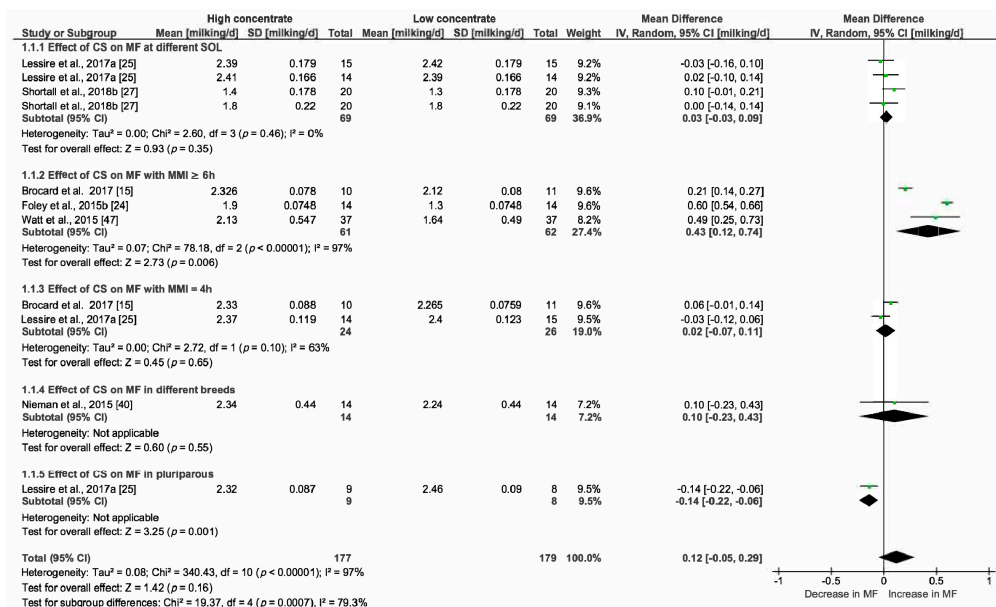 High concentrate Low concentrate Mean Difference Mean Difference
Study or Subgroup Mean [milking/d] SD [milking/d] Total Mean [milking/d] SD [milking/d] Total Weight IV, Random, 95% CI [milking/d] IV, Random, 95% CI [milking/d]
1.1.1 Effect of CS on MF at different SOL
Lessire et al., 2017a [25] 2.39 0.179 15 2.42 0.179 15 9.2% -0.03 [-0.16, 0.10]
Lessire et al., 2017a [25] 2.41 0.166 14 2.39 0.166 14 9.2% 0.02 [-0.10, 0.14]
Shortall et al., 2018b [27] 1.4 0.178 20 1.3 0.178 20 9.3% 0.10 [-0.01, 0.21]
Shortall et al., 2018b [27] 1.8 0.22 20 1.8 0.22 20 9.1% 0.00 [-0.14, 0.14]
Subtotal (95% CI) 69 69 36.9% 0.03 [-0.03, 0.09]
Heterogeneity: Tau² = 0.00; Chi² = 2.60, df = 3 (p = 0.46); I² = 0%
Test for overall effect: Z = 0.93 (p = 0.35)
1.1.2 Effect of CS on MF with MMI ≥ 6h
Brocard et al. 2017 [15] 2.326 0.078 10 2.12 0.08 11 9.6% 0.21 [0.14, 0.27]
Foley et al., 2015b [24] 1.9 0.0748 14 1.3 0.0748 14 9.6% 0.60 [0.54, 0.66]
Watt et al., 2015 [47] 2.13 0.547 37 1.64 0.49 37 8.2% 0.49 [0.25, 0.73]
Subtotal (95% CI) 61 62 27.4% 0.43 [0.12, 0.74]
Heterogeneity: Tau² = 0.07; Chi² = 78.18, df = 2 (p < 0.00001); I² = 97%
Test for overall effect: Z = 2.73 (p = 0.006)
1.1.3 Effect of CS on MF with MMI = 4h
Brocard et al. 2017 [15] 2.33 0.088 10 2.265 0.0759 11 9.6% 0.06 [-0.01, 0.14]
Lessire et al., 2017a [25] 2.37 0.119 14 2.4 0.123 15 9.5% -0.03 [-0.12, 0.06]
Subtotal (95% CI) 24 26 19.0% 0.02 [-0.07, 0.11]
Heterogeneity: Tau² = 0.00; Chi² = 2.72, df = 1 (p = 0.10); I² = 63%
Test for overall effect: Z = 0.45 (p = 0.65)
1.1.4 Effect of CS on MF in different breeds
Nieman et al., 2015 [40] 2.34 0.44 14 2.24 0.44 14 7.2% 0.10 [-0.23, 0.43]
Subtotal (95% CI) 14 14 7.2% 0.10 [-0.23, 0.43]
Heterogeneity: Not applicable
Test for overall effect: Z = 0.60 (p = 0.55)
1.1.5 Effect of CS on MF in pluriparous
Lessire et al., 2017a [25] 2.32 0.087 9 2.46 0.09 8 9.5% -0.14 [-0.22, -0.06]
Subtotal (95% CI) 9 8 9.5% -0.14 [-0.22, -0.06]
Heterogeneity: Not applicable
Test for overall effect: Z = 3.25 (p = 0.001)
Total (95% CI) 177 179 100.0% 0.12 [-0.05, 0.29]
Heterogeneity: Tau² = 0.08; Chi² = 340.43, df = 10 (p < 0.00001); I² = 97%
Test for overall effect: Z = 1.42 (p = 0.16)
Test for subgroup differences: Chi² = 19.37, df = 4 (p = 0.0007), I² = 79.3%
-1 -0.5 0 0.5 1
Decrease in MF Increase in MF